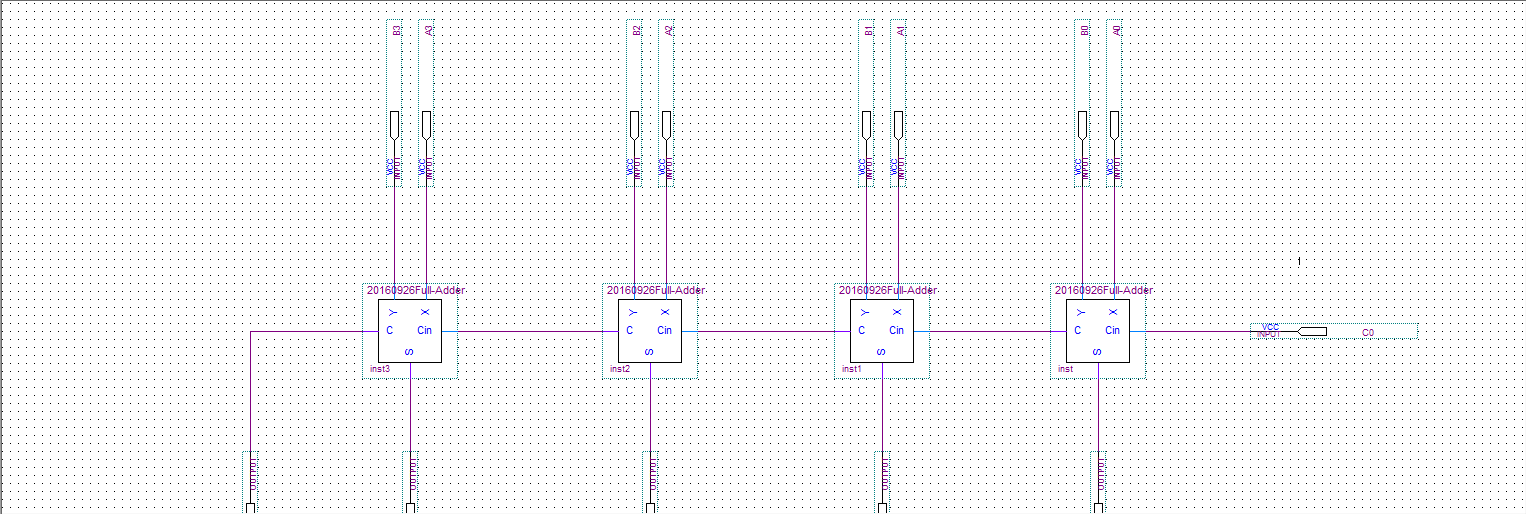 B3 A3 B2 A2 B1 A1 B0 A0
VCC VCC VCC VCC VCC VCC VCC VCC
INPUT INPUT INPUT INPUT INPUT INPUT INPUT INPUT
20160926Full-Adder 20160926Full-Adder 20160926Full-Adder 20160926Full-Adder
Y X Y X Y X Y X
C Cin C Cin C Cin C Cin
VCC
INPUT
C0
S S S S
inst3 inst2 inst1 inst
OUTPUT OUTPUT OUTPUT OUTPUT OUTPUT